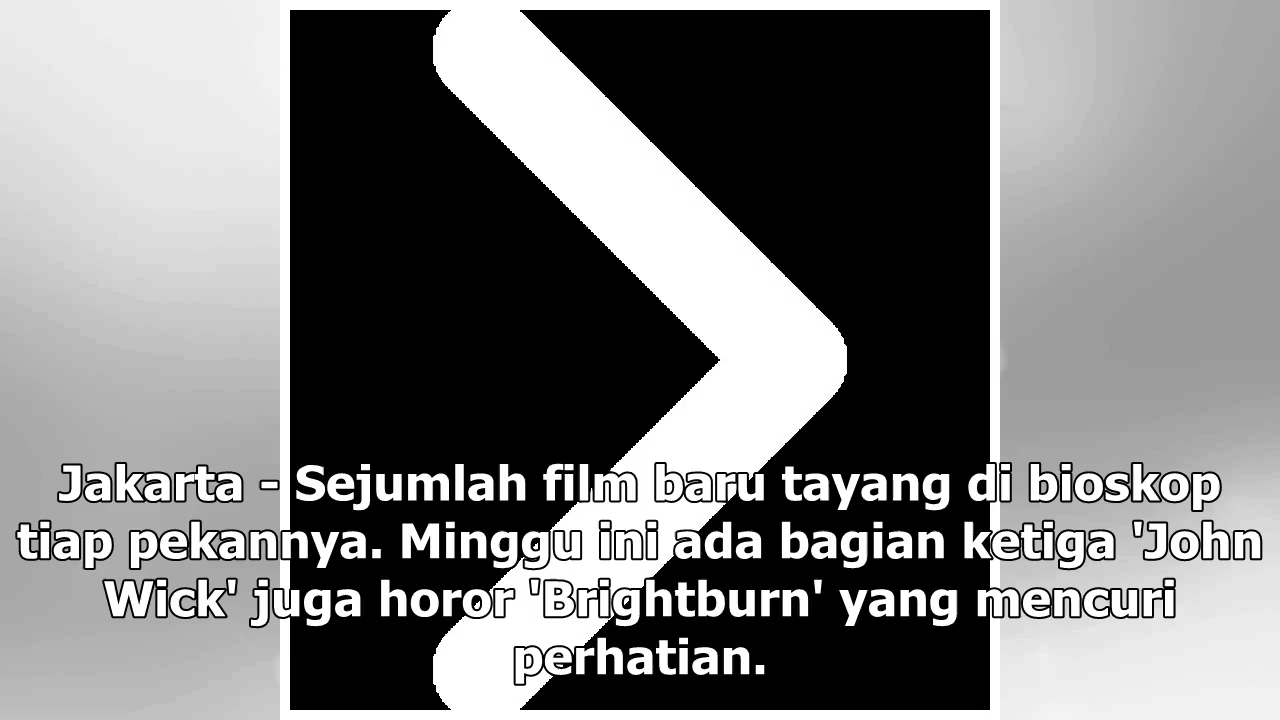 Jakarta - Sejumlah film baru tayang di bioskop
tiap pekannya. Minggu ini ada bagian ketiga 'John
Wick' juga horor 'Brightburn' yang mencuri
perhatian.